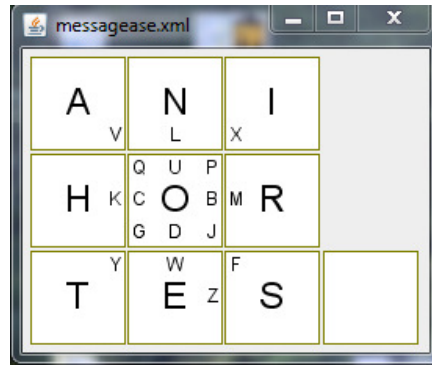 messagease.xml
A N I
V L X
Q U P
H K C O B M R
G D J
Y W F
T E Z S